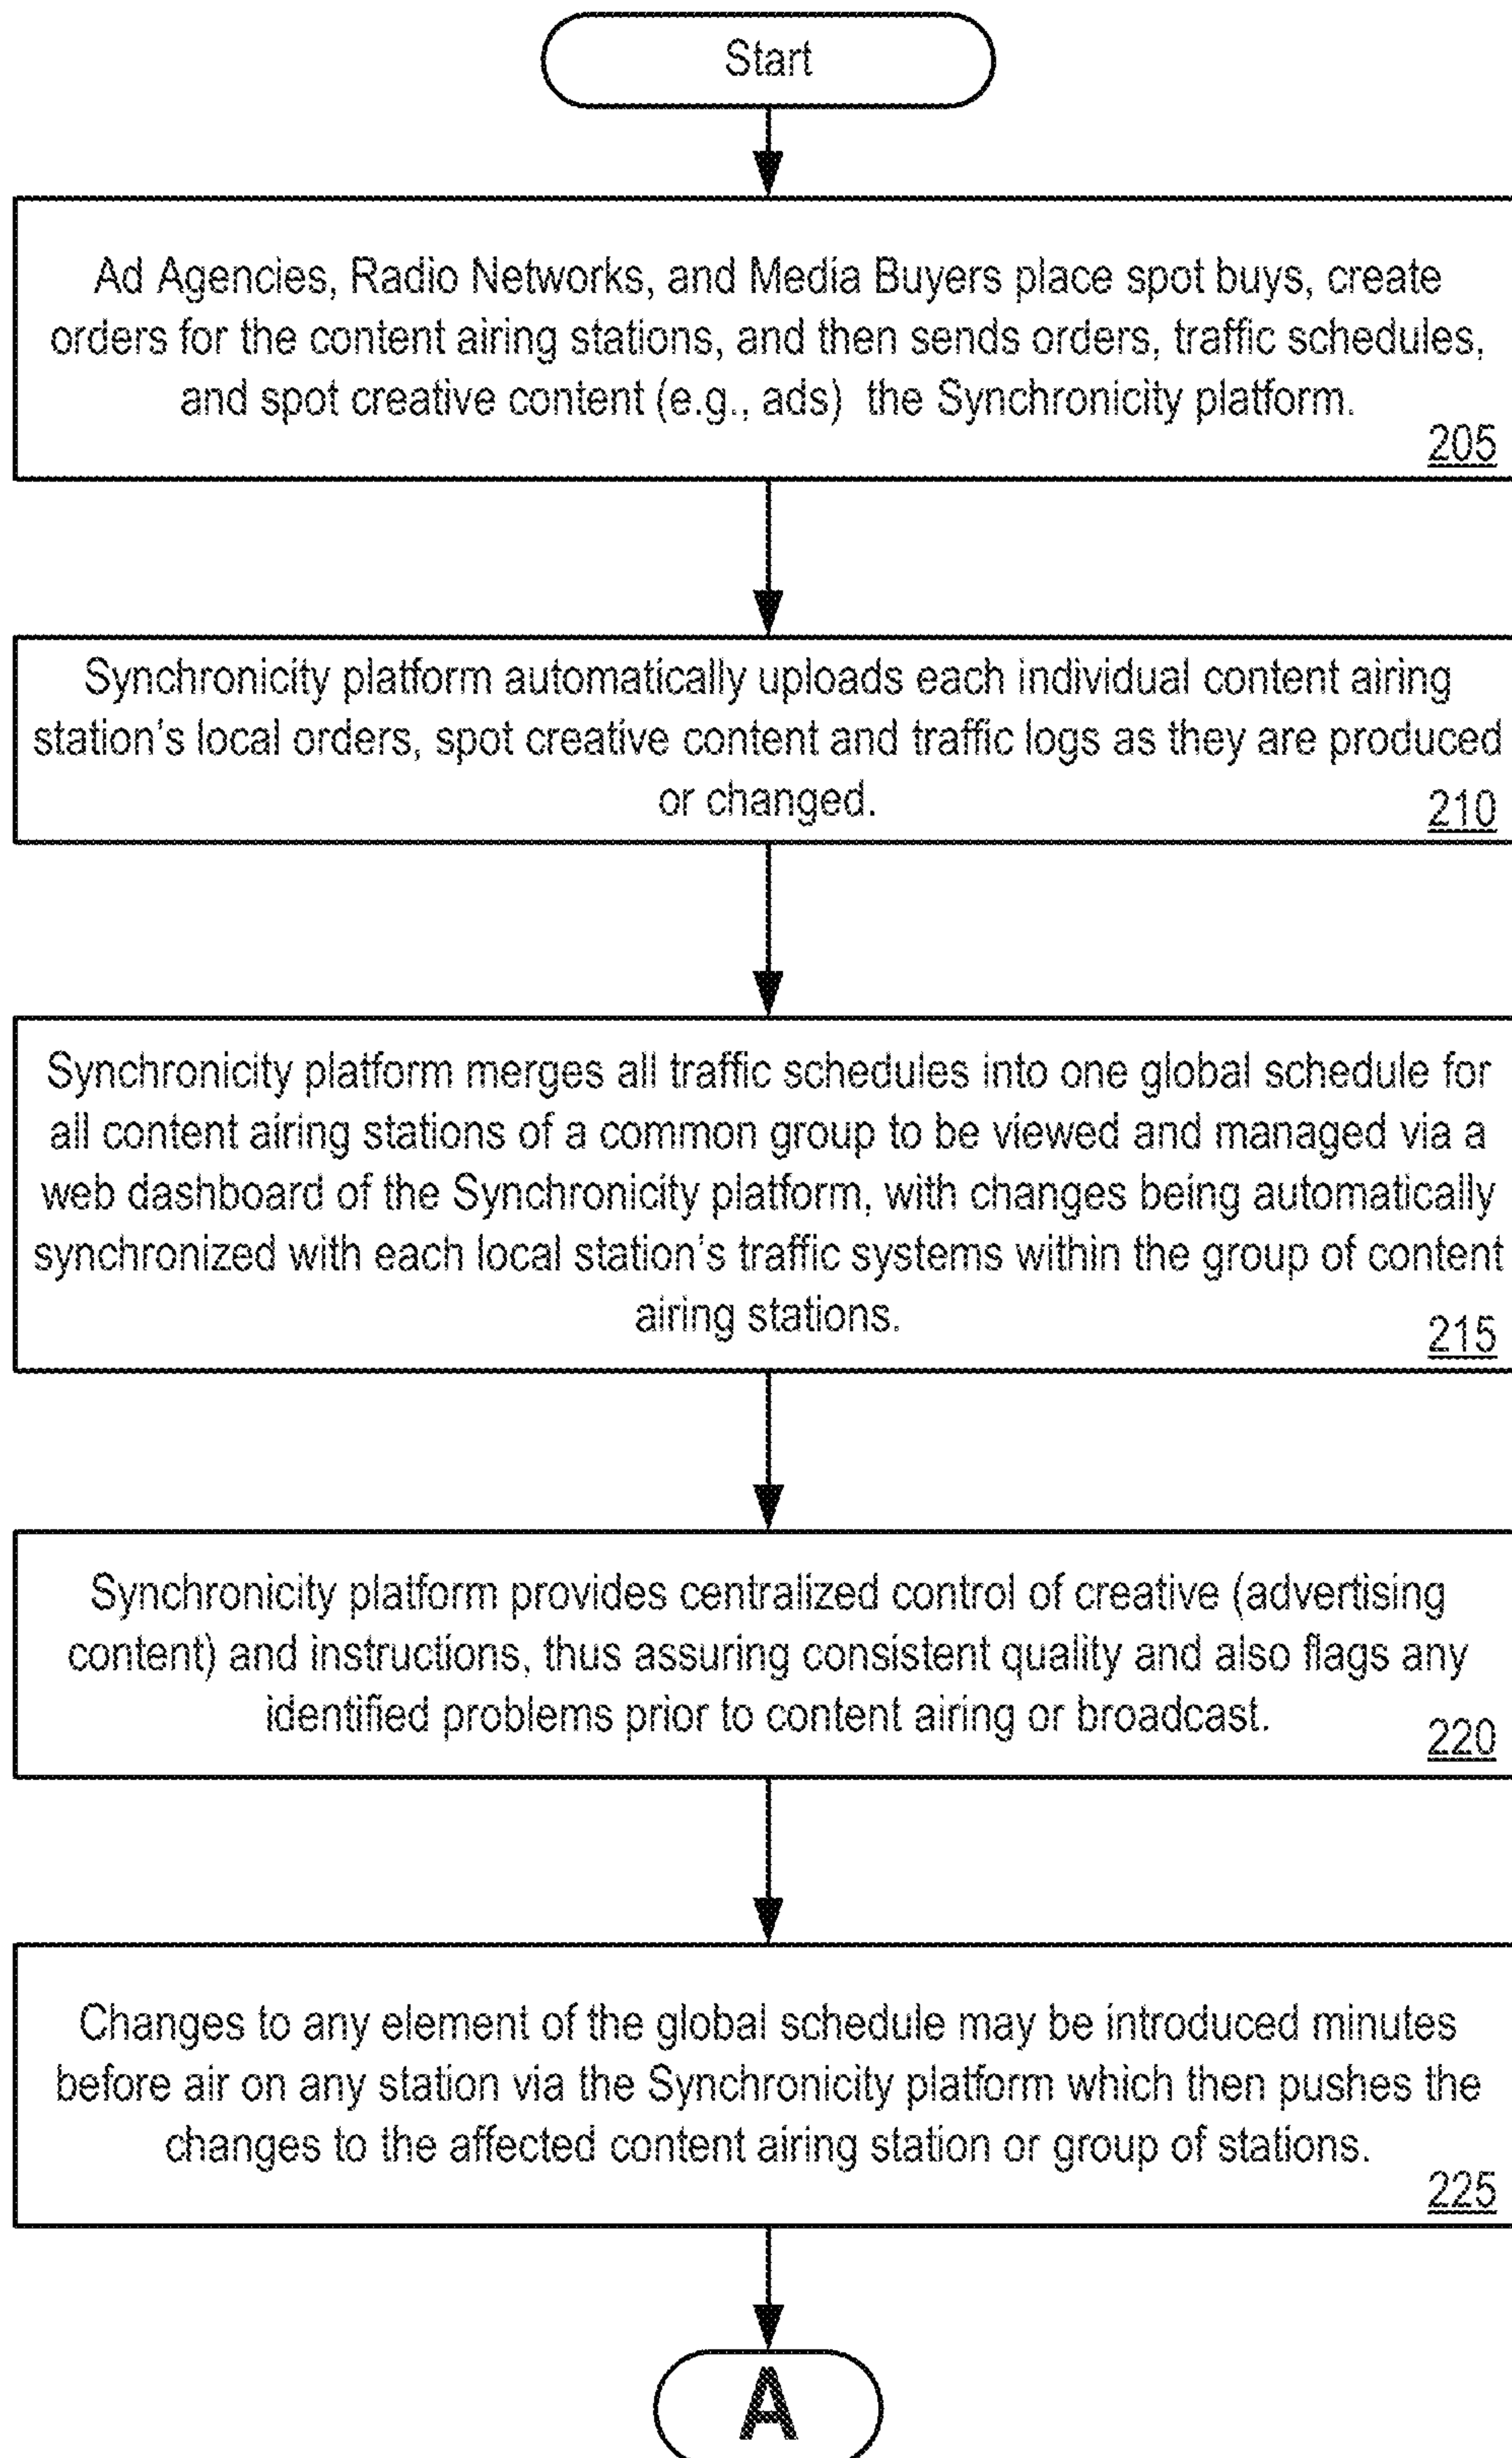 Start
Ad Agencies, Radio Networks, and Media Buyers place spot buys, create
orders for the content airing stations, and then sends orders, traffic schedules,
and spot creative content (e.g., ads)  the Synchronicity platform.
205
Synchronicity platform automatically uploads each individual content airing
station's local orders, spot creative content and traffic logs as they are produced
or changed.
210
Synchronicity platform merges all traffic schedules into one global schedule for
all content airing stations of a common group to be viewed and managed via a
web dashboard of the Synchronicity platform, with changes being automatically
synchronized with each local station's traffic systems within the group of content
airing stations.
215
Synchronicity platform provides centralized control of creative (advertising
content) and instructions, thus assuring consistent quality and also flags any
identified problems prior to content airing or broadcast.
220
Changes to any element of the global schedule may be introduced minutes
before air on any station via the Synchronicity platform which then pushes the
changes to the affected content airing station or group of stations.
225
A